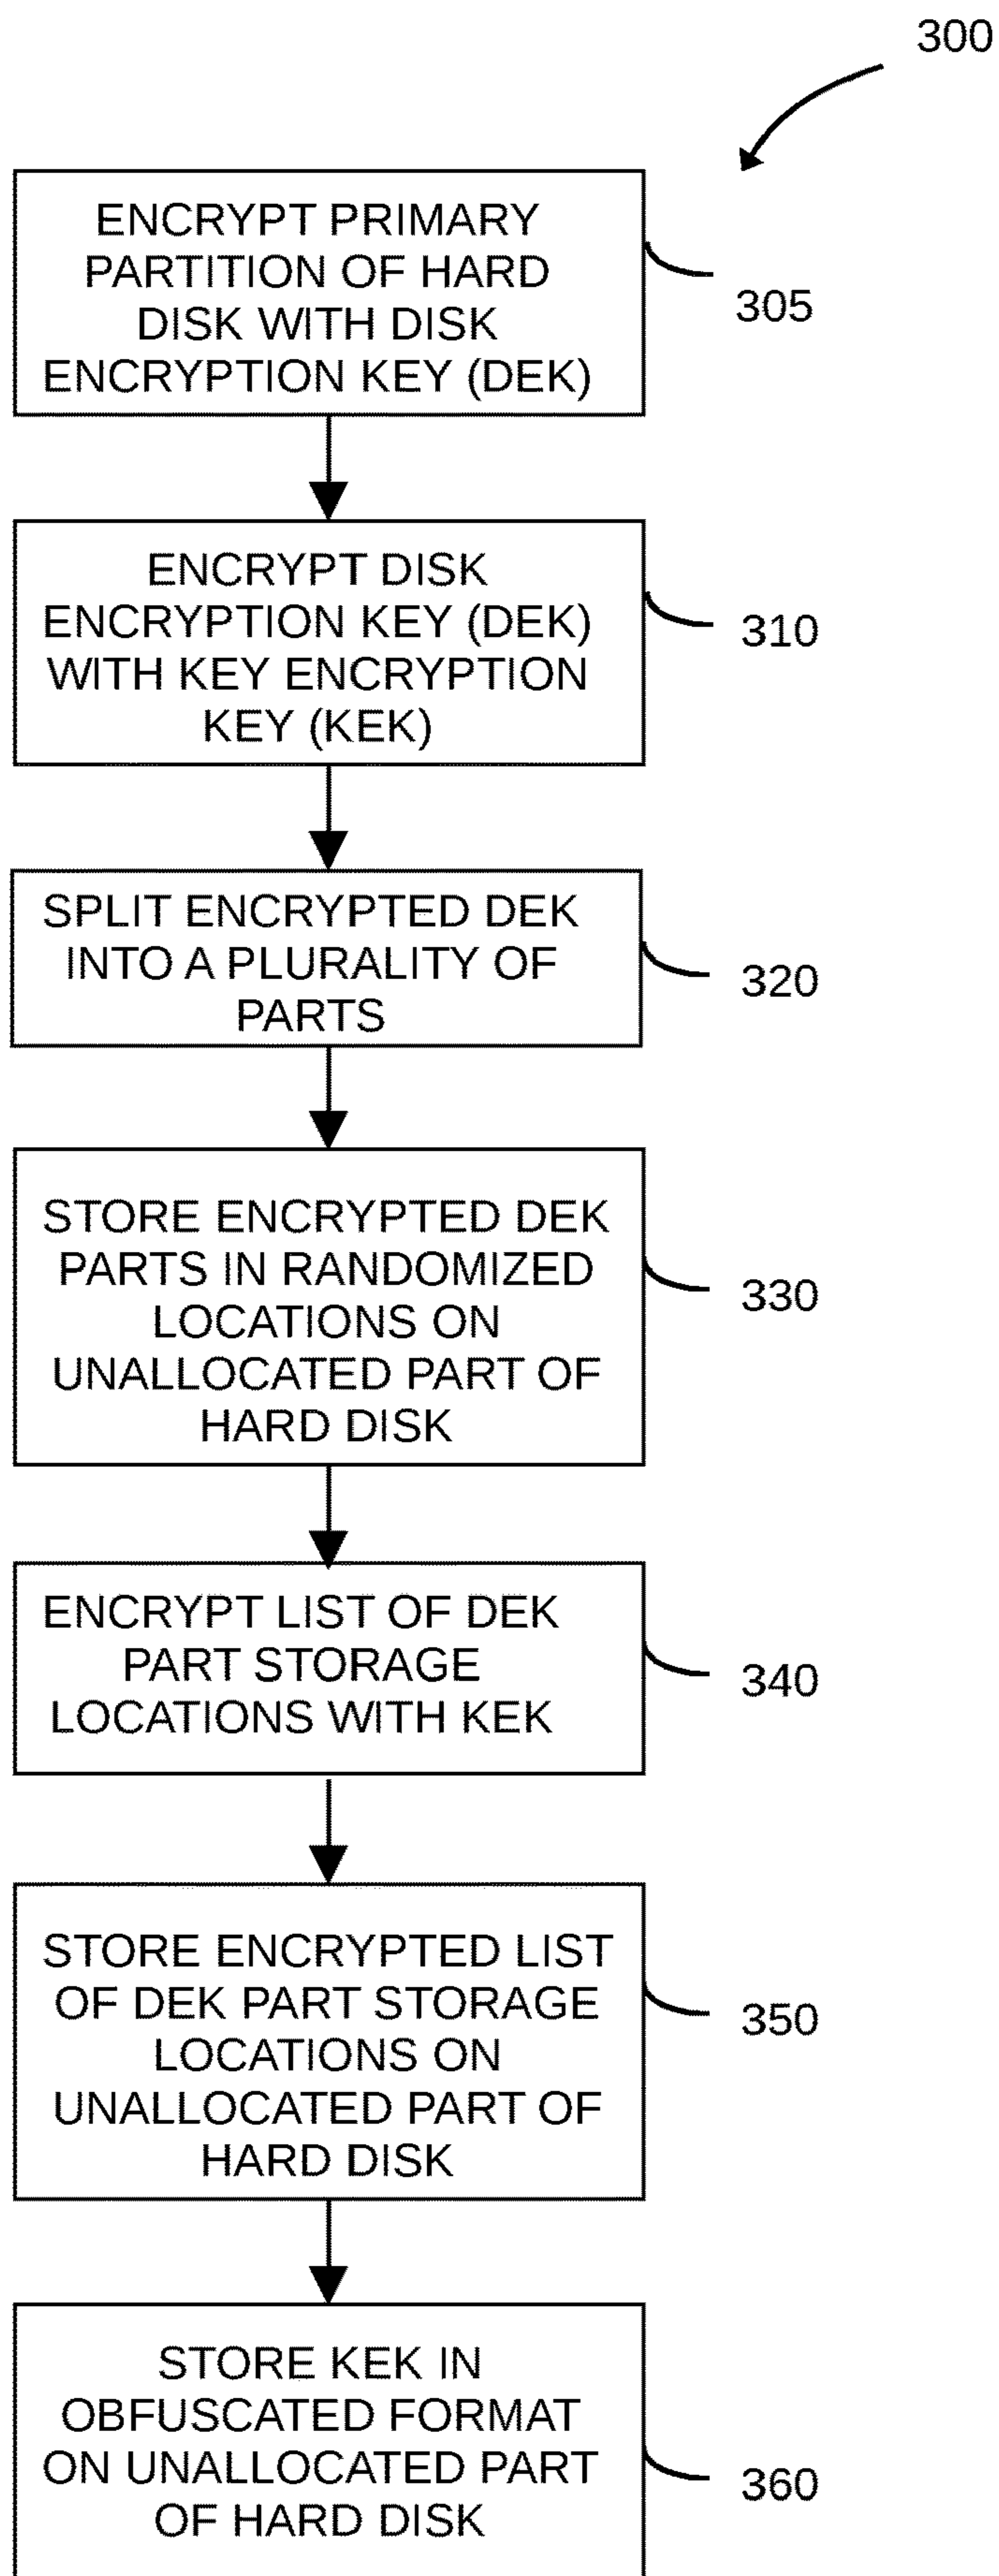 300
ENCRYPT PRIMARY
PARTITION OF HARD
DISK WITH DISK
ENCRYPTION KEY (DEK)
305
ENCRYPT DISK
ENCRYPTION KEY (DEK)
WITH KEY ENCRYPTION
KEY (KEK)
310
SPLIT ENCRYPTED DEK
INTO A PLURALITY OF
PARTS
320
STORE ENCRYPTED DEK
PARTS IN RANDOMIZED
LOCATIONS ON
UNALLOCATED PART OF
HARD DISK
330
ENCRYPT LIST OF DEK
PART STORAGE
LOCATIONS WITH KEK
340
STORE ENCRYPTED LIST
OF DEK PART STORAGE
LOCATIONS ON
UNALLOCATED PART OF
HARD DISK
350
STORE KEK IN
OBFUSCATED FORMAT
ON UNALLOCATED PART
OF HARD DISK
360